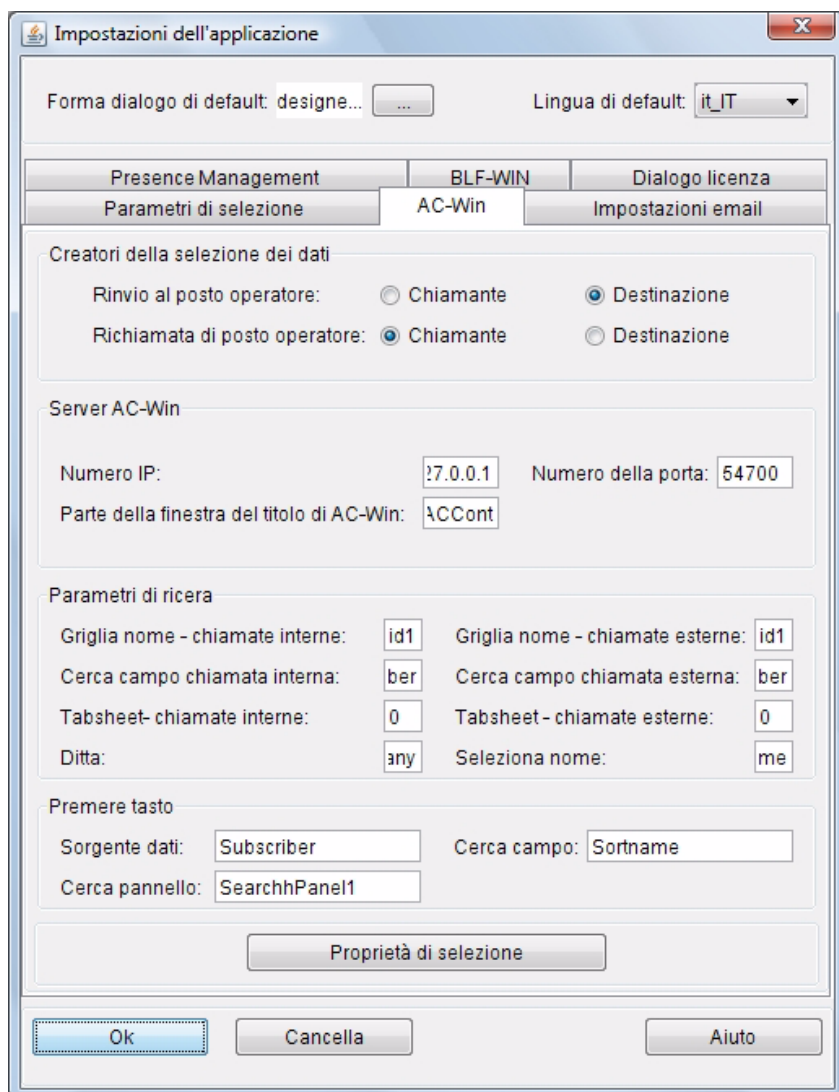 Impostazioni dell'applicazione
Forma dialogo di default: designe... ... Lingua di default: it_IT
Presence Management BLF-WIN Dialogo licenza
Parametri di selezione AC-Win Impostazioni email
Creatori della selezione dei dati
Rinvio al posto operatore: Chiamante Destinazione
Richiamata di posto operatore: Chiamante Destinazione
Server AC-Win
Numero IP: 27.0.0.1 Numero della porta: 54700
Parte della finestra del titolo di AC-Win: ACCont
Parametri di ricera
Griglia nome - chiamate interne: id1 Griglia nome - chiamate esterne: id1
Cerca campo chiamata interna: ber Cerca campo chiamata esterna: ber
Tabsheet- chiamate interne: 0 Tabsheet - chiamate esterne: 0
Ditta: any Seleziona nome: me
Premere tasto
Sorgente dati: Subscriber Cerca campo: Sortname
Cerca pannello: SearchhPanel1
Proprietà di selezione
Ok Cancella Aiuto